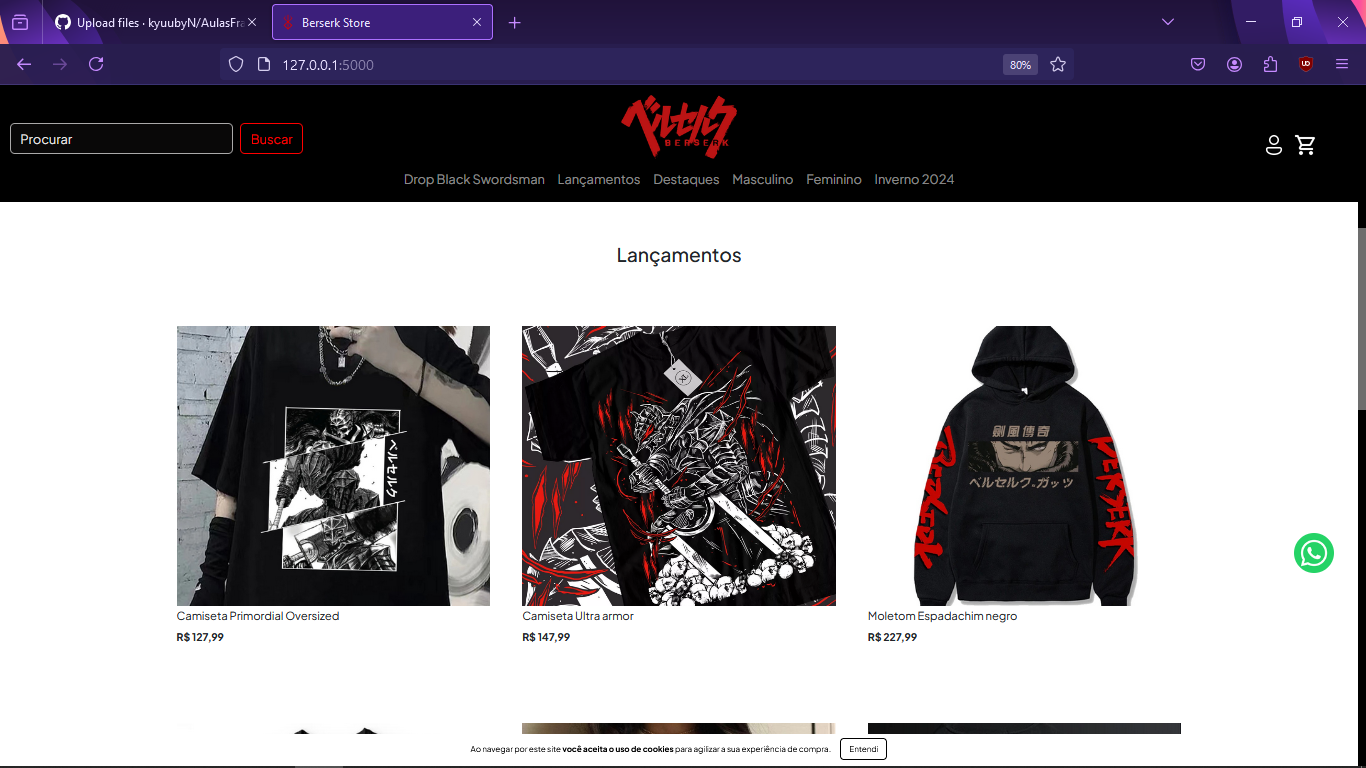 Upload files · kyuubyN/AulasFra
Berserk Store
127.0.0.1:5000
80%
Procurar
Buscar
ベルセルク
BERSERK
Drop Black Swordsman Lançamentos Destaques Masculino Feminino Inverno 2024
Lançamentos
ベルセルク
XL
剣風傳奇
ベルセルク・ガッツ
BERSERK
BERSERK
Camiseta Primordial Oversized
R$ 127,99
Camiseta Ultra armor
R$ 147,99
Moletom Espadachim negro
R$ 227,99
Ao navegar por este site você aceita o uso de cookies para agilizar a sua experiência de compra.
Entendi